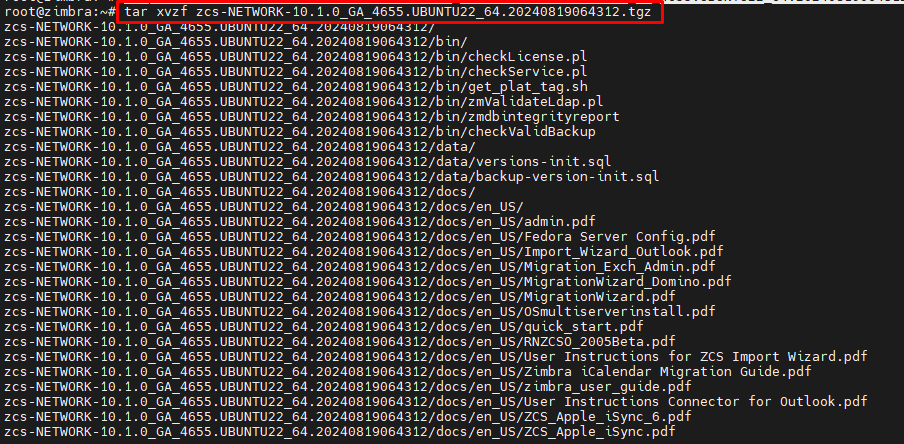 root@zimbra:~# tar xvzf zcs-NETWORK-10.1.0_GA_4655.UBUNTU22_64.20240819064312.tgz
zcs-NETWORK-10.1.0_GA_4655.UBUNTU22_64.20240819064312/
zcs-NETWORK-10.1.0_GA_4655.UBUNTU22_64.20240819064312/bin/
zcs-NETWORK-10.1.0_GA_4655.UBUNTU22_64.20240819064312/bin/checkLicense.pl
zcs-NETWORK-10.1.0_GA_4655.UBUNTU22_64.20240819064312/bin/checkService.pl
zcs-NETWORK-10.1.0_GA_4655.UBUNTU22_64.20240819064312/bin/get_plat_tag.sh
zcs-NETWORK-10.1.0_GA_4655.UBUNTU22_64.20240819064312/bin/zmValidateLdap.pl
zcs-NETWORK-10.1.0_GA_4655.UBUNTU22_64.20240819064312/bin/zmdbintegrityreport
zcs-NETWORK-10.1.0_GA_4655.UBUNTU22_64.20240819064312/bin/checkValidBackup
zcs-NETWORK-10.1.0_GA_4655.UBUNTU22_64.20240819064312/data/
zcs-NETWORK-10.1.0_GA_4655.UBUNTU22_64.20240819064312/data/versions-init.sql
zcs-NETWORK-10.1.0_GA_4655.UBUNTU22_64.20240819064312/data/backup-version-init.sql
zcs-NETWORK-10.1.0_GA_4655.UBUNTU22_64.20240819064312/docs/
zcs-NETWORK-10.1.0_GA_4655.UBUNTU22_64.20240819064312/docs/en_US/
zcs-NETWORK-10.1.0_GA_4655.UBUNTU22_64.20240819064312/docs/en_US/admin.pdf
zcs-NETWORK-10.1.0_GA_4655.UBUNTU22_64.20240819064312/docs/en_US/Fedora Server Config.pdf
zcs-NETWORK-10.1.0_GA_4655.UBUNTU22_64.20240819064312/docs/en_US/Import_Wizard_Outlook.pdf
zcs-NETWORK-10.1.0_GA_4655.UBUNTU22_64.20240819064312/docs/en_US/Migration_Exch_Admin.pdf
zcs-NETWORK-10.1.0_GA_4655.UBUNTU22_64.20240819064312/docs/en_US/MigrationWizard_Domino.pdf
zcs-NETWORK-10.1.0_GA_4655.UBUNTU22_64.20240819064312/docs/en_US/MigrationWizard.pdf
zcs-NETWORK-10.1.0_GA_4655.UBUNTU22_64.20240819064312/docs/en_US/OSmultiserverinstall.pdf
zcs-NETWORK-10.1.0_GA_4655.UBUNTU22_64.20240819064312/docs/en_US/quick_start.pdf
zcs-NETWORK-10.1.0_GA_4655.UBUNTU22_64.20240819064312/docs/en_US/RNZCSO_2005Beta.pdf
zcs-NETWORK-10.1.0_GA_4655.UBUNTU22_64.20240819064312/docs/en_US/User Instructions for ZCS Import Wizard.pdf
zcs-NETWORK-10.1.0_GA_4655.UBUNTU22_64.20240819064312/docs/en_US/Zimbra iCalendar Migration Guide.pdf
zcs-NETWORK-10.1.0_GA_4655.UBUNTU22_64.20240819064312/docs/en_US/zimbra_user_guide.pdf
zcs-NETWORK-10.1.0_GA_4655.UBUNTU22_64.20240819064312/docs/en_US/User Instructions Connector for Outlook.pdf
zcs-NETWORK-10.1.0_GA_4655.UBUNTU22_64.20240819064312/docs/en_US/ZCS_Apple_iSync_6.pdf
zcs-NETWORK-10.1.0_GA_4655.UBUNTU22_64.20240819064312/docs/en_US/ZCS_Apple_iSync.pdf